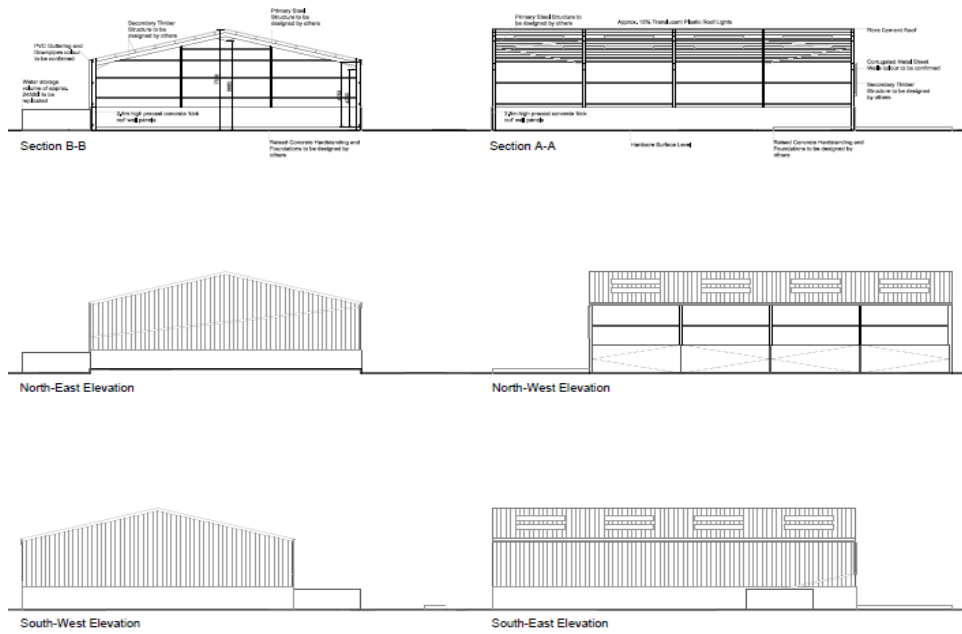 Secondary Timber
Structure to be
designed by
others
Primary Steel
Structure to be
designed by others
PVC Guttering and
Downpipes colour
to be confirmed
Water storage
volume of approx.
to be
replicated
high precast concrete 'kick
out' wall panels
Raised Concrete Hardstanding and
Foundations to be designed by
others
Section B-B
Primary Steel Structure to
be designed by others
Approx. 15% Translucent Plastic Roof Lights
Fibre Cement Roof
Corrugated Metal Sheet
Walls colour to be confirmed
Secondary Timber
Structure to be designed
by others
high precast concrete 'kick
out' wall panels
Hardcore Surface Level
Raised Concrete Hardstanding and
Foundations to be designed by
others
Section A-A
North-East Elevation
North-West Elevation
South-West Elevation
South-East Elevation